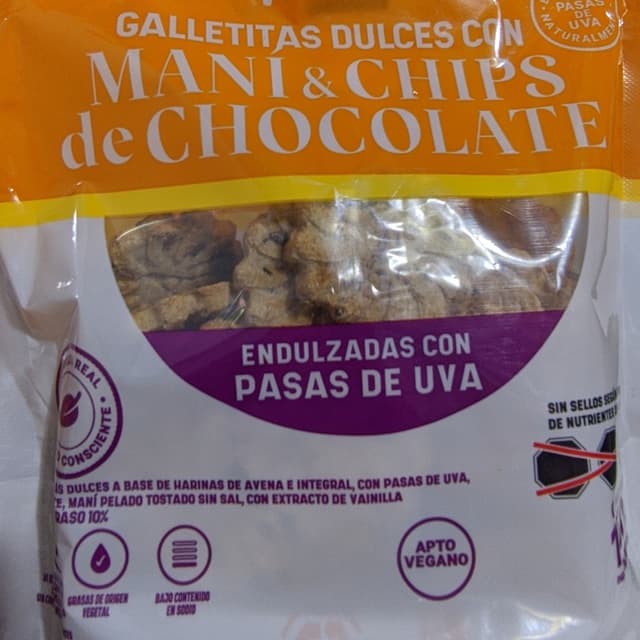 PASAS
DE
UVA
NATURALMEN
GALLETITAS DULCES CON
MANÍ & CHIPS
de CHOCOLATE
ENDULZADAS CON
PASAS DE UVA
REAL
CONSCIENTE
SIN SELLOS
DE NUTRIENTES
DULCES A BASE DE HARINAS DE AVENA E INTEGRAL, CON PASAS DE UVA,
MANÍ PELADO TOSTADO SIN SAL, CON EXTRACTO DE VAINILLA
10%
GRASAS DE ORIGEN
VEGETAL
BAJO CONTENIDO
EN SODIO
APTO
VEGANO